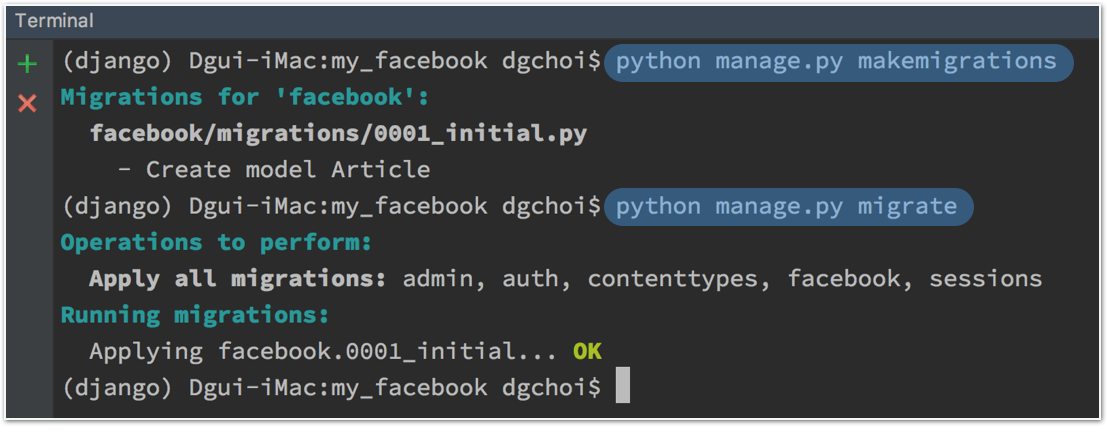 Terminal
(django) Dgui-iMac:my_facebook dgchoi$ python manage.py makemigrations
Migrations for 'facebook':
facebook/migrations/0001_initial.py
- Create model Article
(django) Dgui-iMac:my_facebook dgchoi$ python manage.py migrate
Operations to perform:
Apply all migrations: admin, auth, contenttypes, facebook, sessions
Running migrations:
Applying facebook.0001_initial... OK
(django) Dgui-iMac:my_facebook dgchoi$